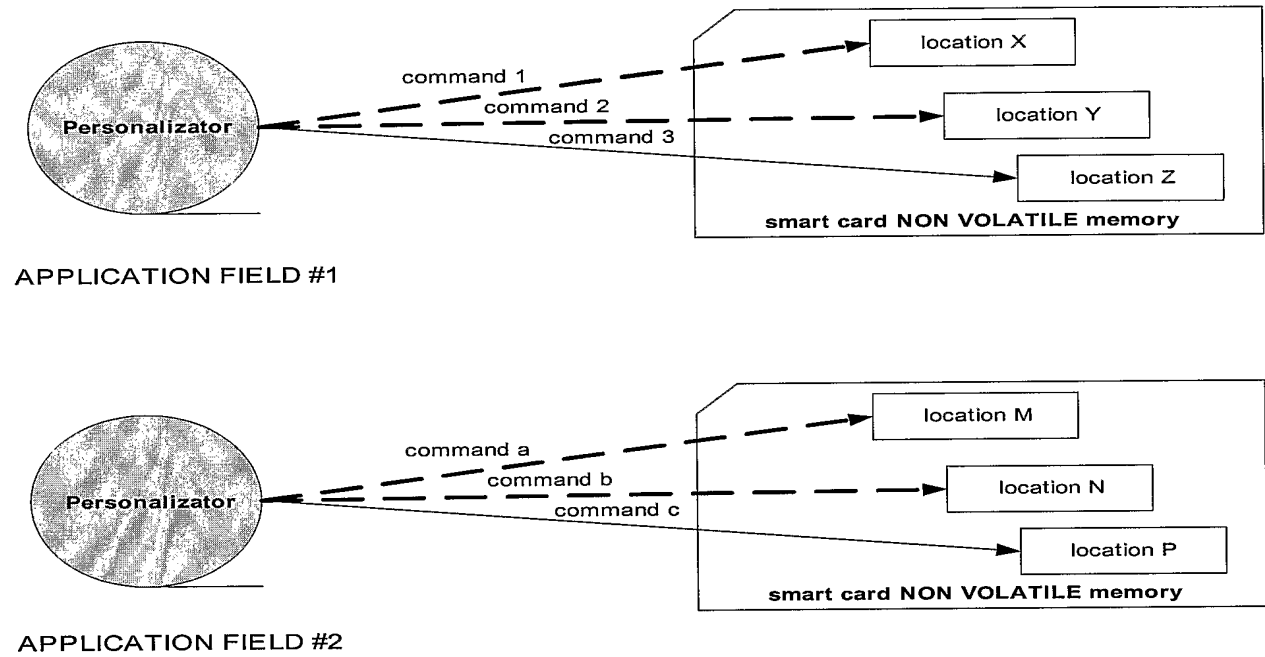 location X
command 1
command 2
Personalizator
location Y
command 3
location Z
smart card NON VOLATILE memory
APPLICATION FIELD #1
location M
command a
command b
location N
Personalizator
command c
location P
smart card NON VOLATILE memory
APPLICATION FIELD #2